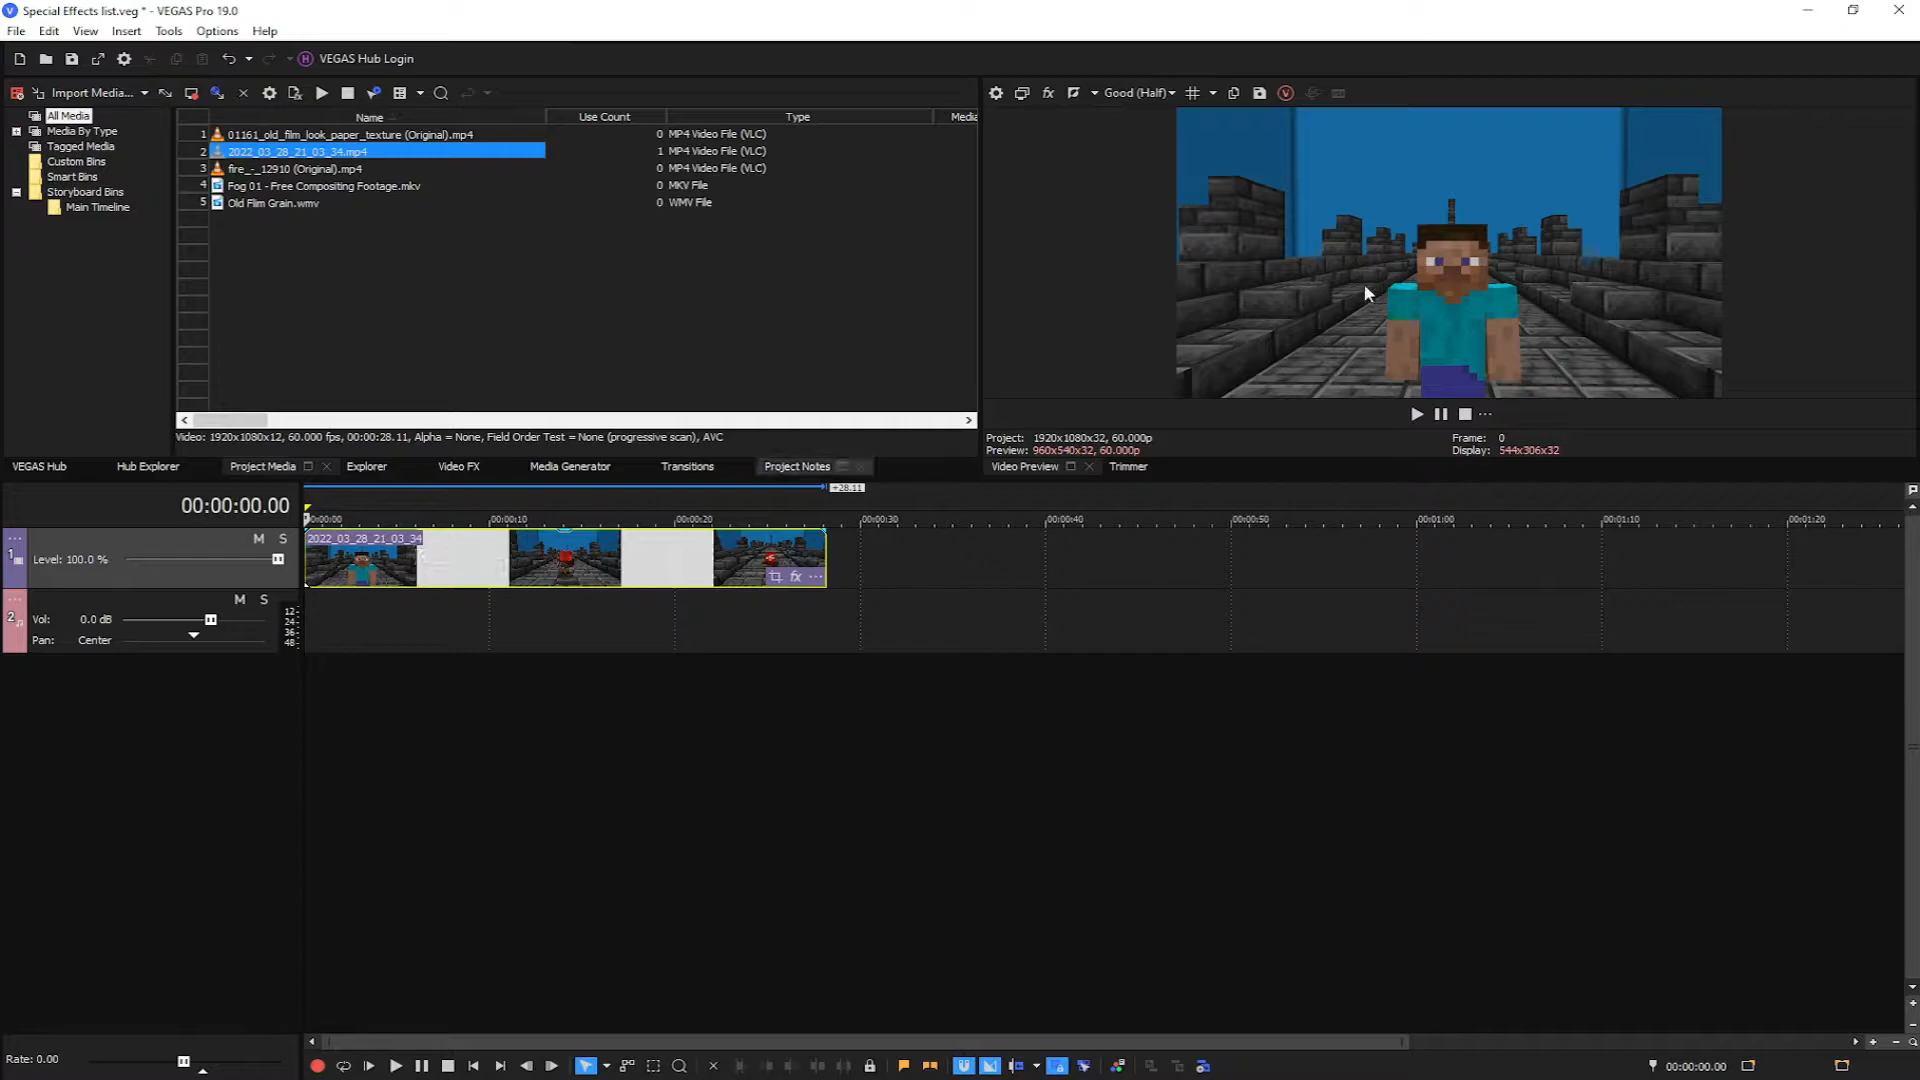 Special Effects list.veg * - VEGAS Pro 19.0
File Edit View Insert Tools Options Help
VEGAS Hub Login
Import Media...
Good (Half)
All Media
Media By Type
Tagged Media
Custom Bins
Smart Bins
Storyboard Bins
Main Timeline
Name Use Count Type Media
1 01161_old_film_look_paper_texture (Original).mp4 0 MP4 Video File (VLC)
2 2022_03_28_21_03_34.mp4 1 MP4 Video File (VLC)
3 fire_-_12910 (Original).mp4 0 MP4 Video File (VLC)
4 Fog 01 - Free Compositing Footage.mkv 0 MKV File
5 Old Flim Grain.wmv 0 WMV File
Video: 1920x1080x12, 60.000 fps, 00:00:28.11, Alpha = None, Field Order Test = None (progressive scan), AVC
Project: 1920x1080x32, 60.000p Frame: 0
Preview: 960x540x32, 60.000p Display: 544x306x32
VEGAS Hub Hub Explorer Project Media Explorer Video FX Media Generator Transitions Project Notes Video Preview Trimmer
+28.11
00:00:00.00
00:00:00 00:00:10 00:00:20 00:00:30 00:00:40 00:00:50 00:01:00 00:01:10 00:01:20
1 M S
Level: 100.0 %
2022_03_28_21_03_34
fx
2 M S
Vol: 0.0 dB
Pan: Center
12-
24-
36-
48-
Rate: 0.00
00:00:00.00